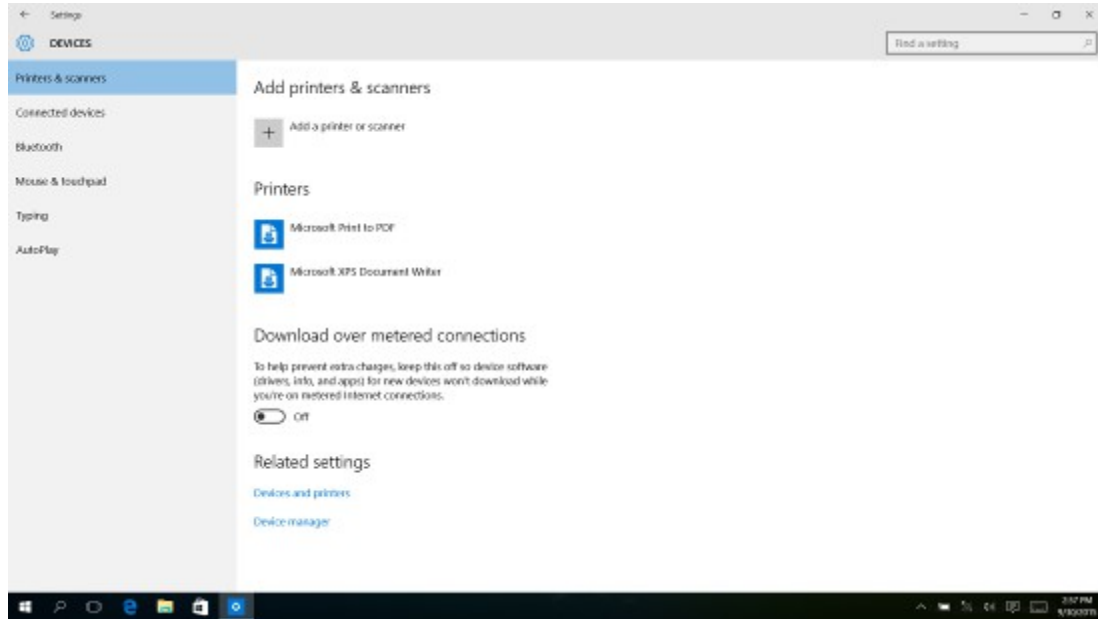 Settings
DEVICES
Find a setting
Printers & scanners
Connected devices
Bluetooth
Mouse & touchpad
Typing
AutoPlay
Add printers & scanners
Add a printer or scanner
Printers
Microsoft Print to PDF
Microsoft XPS Document Writer
Download over metered connections
To help prevent extra charges, keep this off so device software
(drivers, info, and apps) for new devices won't download while
you're on metered Internet connections.
Off
Related settings
Devices and printers
Device manager
2:57 PM